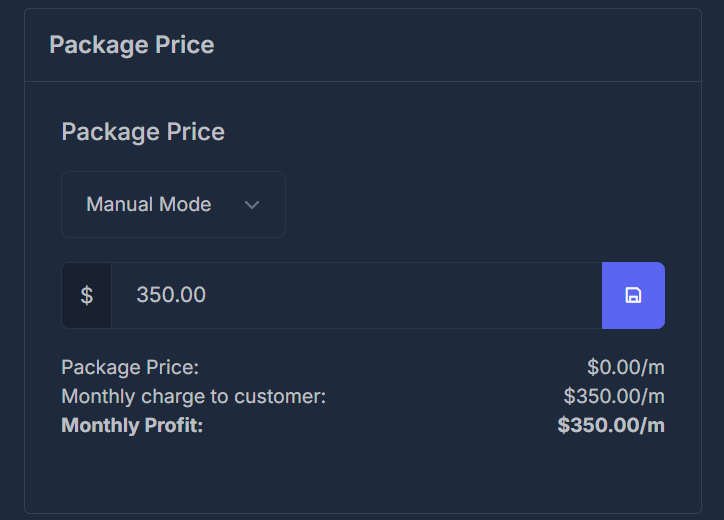 Package Price
Package Price
Manual Mode
$ 350.00
Package Price: $0.00/m
Monthly charge to customer: $350.00/m
Monthly Profit: $350.00/m